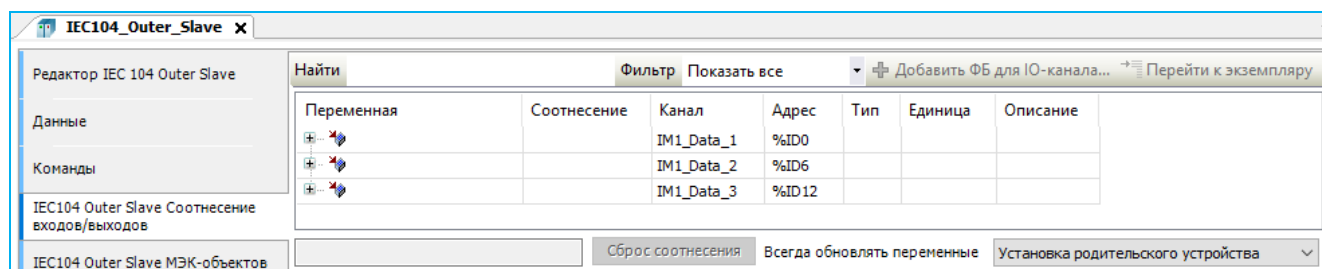 IEC104_Outer_Slave x
Редактор IEC 104 Outer Slave
Данные
Команды
IEC104 Outer Slave Соотнесение
входов/выходов
IEC104 Outer Slave МЭК-объектов
Найти Фильтр Показать все Добавить ФБ для IO-канала... Перейти к экземпляру
Переменная Соотнесение Канал Адрес Тип Единица Описание
IM1_Data_1 %ID0
IM1_Data_2 %ID6
IM1_Data_3 %ID12
Сброс соотнесения Всегда обновлять переменные Установка родительского устройства